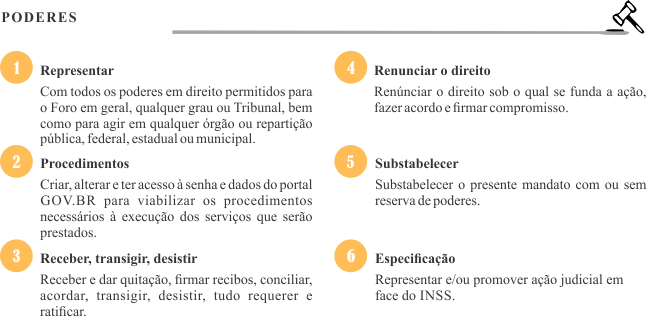 PODERES
1
Representar
Com todos os poderes em direito permitidos para
o Foro em geral, qualquer grau ou Tribunal, bem
como para agir em qualquer órgão ou repartição
pública, federal, estadual ou municipal.
2
Procedimentos
Criar, alterar e ter acesso à senha e dados do portal
GOV.BR para viabilizar os procedimentos
necessários à execução dos serviços que serão
prestados.
3
Receber, transigir, desistir
Receber e dar quitação, firmar recibos, conciliar,
acordar, transigir, desistir, tudo requerer e
ratificar.
4
Renunciar o direito
Renúnciar o direito sob o qual se funda a ação,
fazer acordo e firmar compromisso.
5
Substabelecer
Substabelecer o presente mandato com ou sem
reserva de poderes.
6
Especificação
Representar e/ou promover ação judicial em
face do INSS.